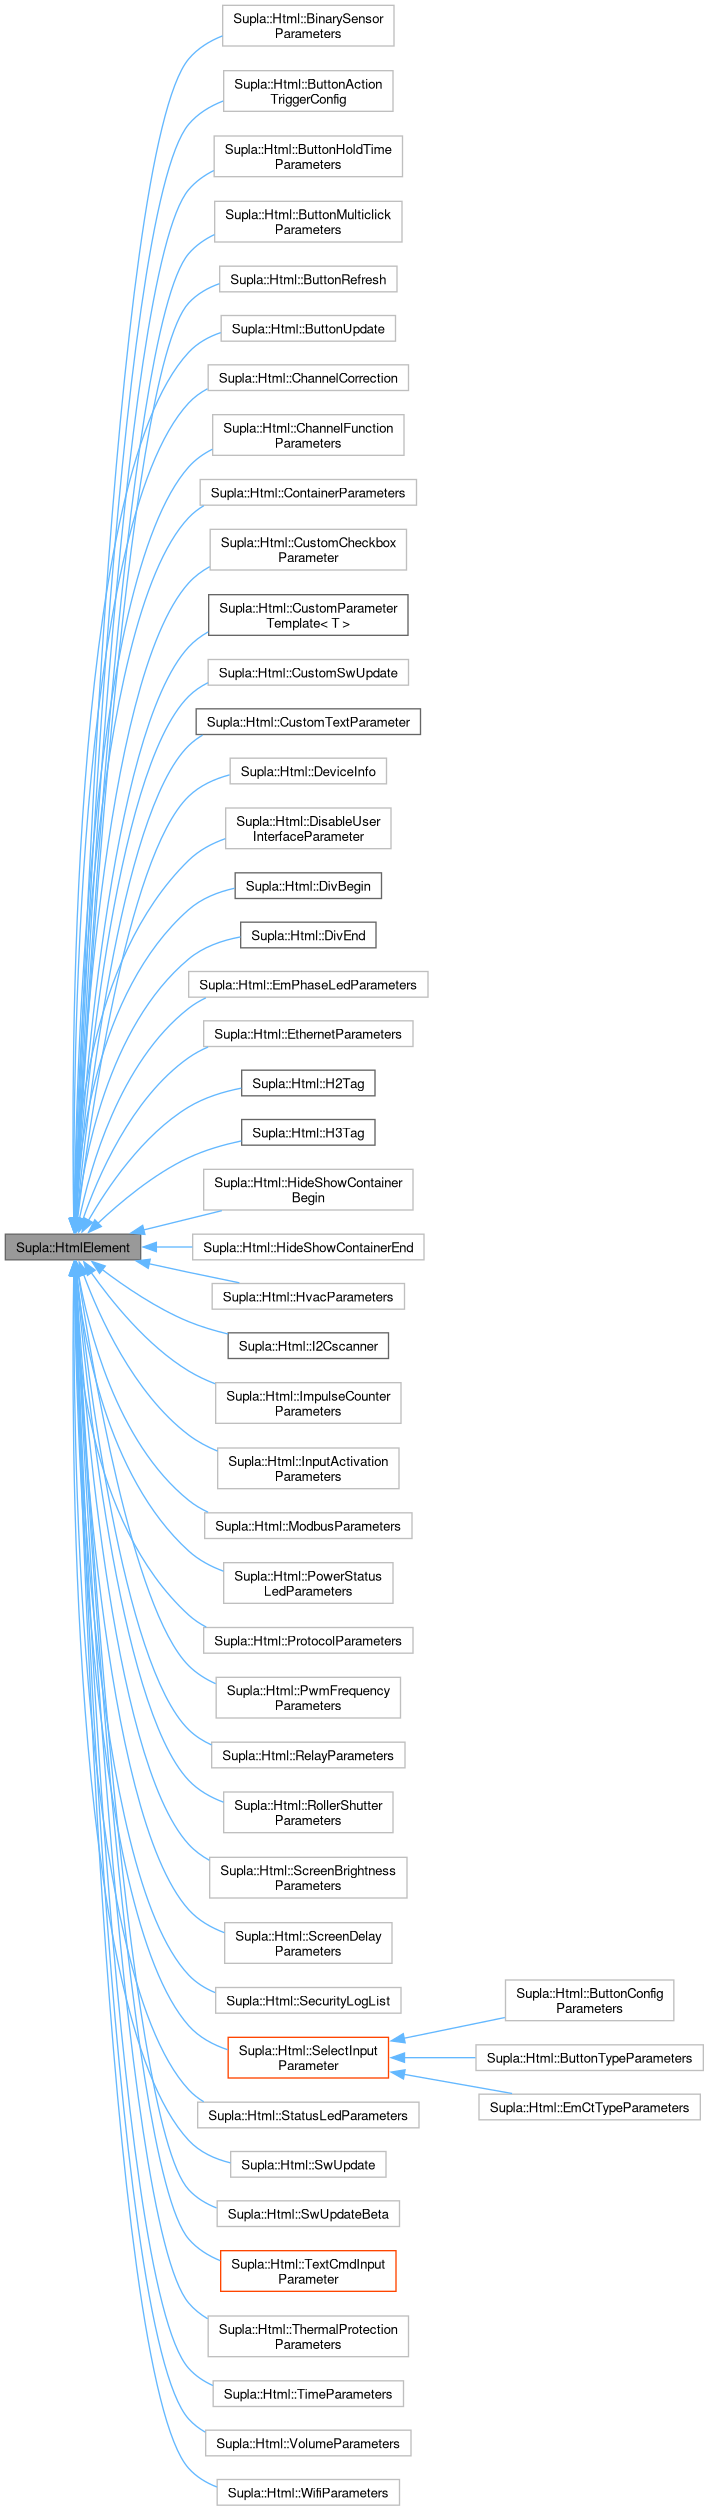 Supla::Html::BinarySensor
Parameters
Supla::Html::ButtonAction
TriggerConfig
Supla::Html::ButtonHoldTime
Parameters
Supla::Html::ButtonMulticlick
Parameters
Supla::Html::ButtonRefresh
Supla::Html::ButtonUpdate
Supla::Html::ChannelCorrection
Supla::Html::ChannelFunction
Parameters
Supla::Html::ContainerParameters
Supla::Html::CustomCheckbox
Parameter
Supla::Html::CustomParameter
Template< T >
Supla::Html::CustomSwUpdate
Supla::Html::CustomTextParameter
Supla::Html::DeviceInfo
Supla::Html::DisableUser
InterfaceParameter
Supla::Html::DivBegin
Supla::Html::DivEnd
Supla::Html::EmPhaseLedParameters
Supla::Html::EthernetParameters
Supla::Html::H2Tag
Supla::Html::H3Tag
Supla::Html::HideShowContainer
Begin
Supla::HtmlElement
Supla::Html::HideShowContainerEnd
Supla::Html::HvacParameters
Supla::Html::I2Cscanner
Supla::Html::ImpulseCounter
Parameters
Supla::Html::InputActivation
Parameters
Supla::Html::ModbusParameters
Supla::Html::PowerStatus
LedParameters
Supla::Html::ProtocolParameters
Supla::Html::PwmFrequency
Parameters
Supla::Html::RelayParameters
Supla::Html::RollerShutter
Parameters
Supla::Html::ScreenBrightness
Parameters
Supla::Html::ScreenDelay
Parameters
Supla::Html::SecurityLogList
Supla::Html::SelectInput
Parameter
Supla::Html::ButtonConfig
Parameters
Supla::Html::ButtonTypeParameters
Supla::Html::EmCtTypeParameters
Supla::Html::StatusLedParameters
Supla::Html::SwUpdate
Supla::Html::SwUpdateBeta
Supla::Html::TextCmdInput
Parameter
Supla::Html::ThermalProtection
Parameters
Supla::Html::TimeParameters
Supla::Html::VolumeParameters
Supla::Html::WifiParameters